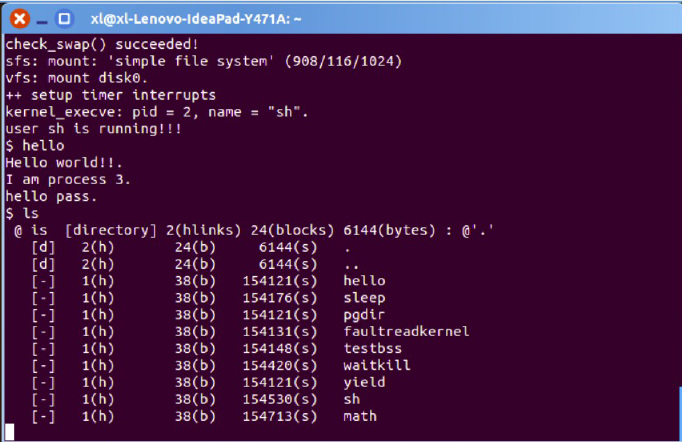 xl@xl-Lenovo-IdeaPad-Y471A: ~
check_swap() succeeded!
sfs: mount: 'simple file system' (908/116/1024)
vfs: mount disk0.
++ setup timer interrupts
kernel_execve: pid = 2, name = "sh".
user sh is running!!!
$ hello
Hello world!!.
I am process 3.
hello pass.
$ ls
@ is [directory] 2(hlinks) 24(blocks) 6144(bytes) : @'.'
[d] 2(h) 24(b) 6144(s) .
[d] 2(h) 24(b) 6144(s) ..
[-] 1(h) 38(b) 154121(s) hello
[-] 1(h) 38(b) 154176(s) sleep
[-] 1(h) 38(b) 154121(s) pgdir
[-] 1(h) 38(b) 154131(s) faultreadkernel
[-] 1(h) 38(b) 154148(s) testbss
[-] 1(h) 38(b) 154420(s) waitkill
[-] 1(h) 38(b) 154121(s) yield
[-] 1(h) 38(b) 154530(s) sh
[-] 1(h) 38(b) 154713(s) math